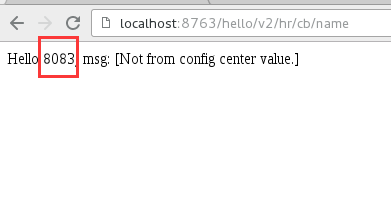 localhost:8763/hello/v2/hr/cb/name
Hello 8083, msg: [Not from config center value.]